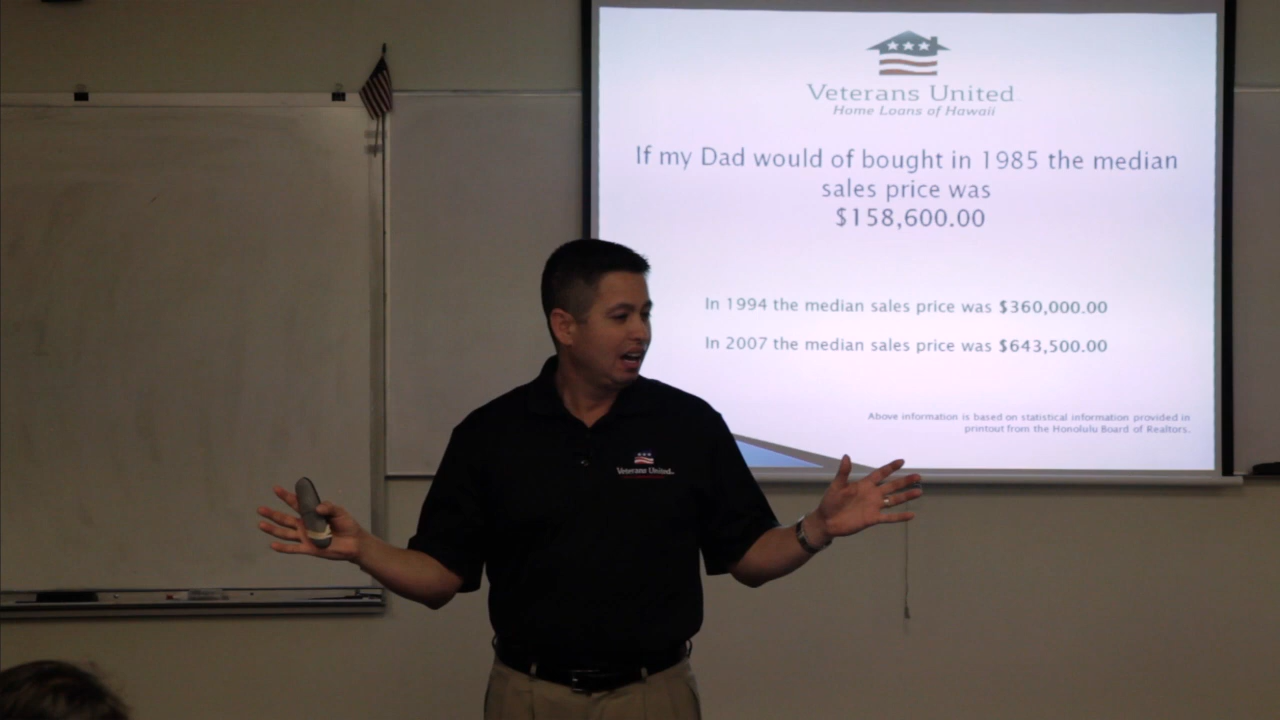 Veterans United
Home Loans of Hawaii
If my Dad would of bought in 1985 the median
sales price was
$158,600.00
In 1994 the median sales price was $360,000.00
In 2007 the median sales price was $643,500.00
Above information is based on statistical information provided in
printout from the Honolulu Board of Realtors.
Veterans United